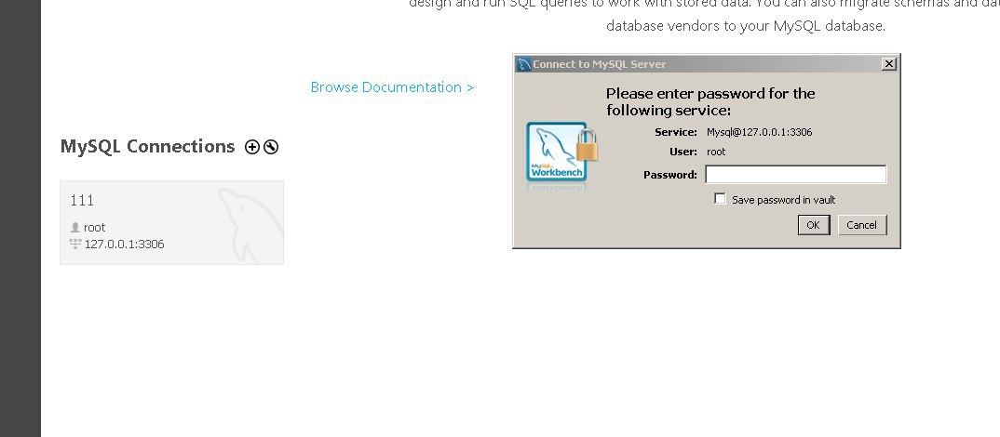 design and run SQL queries to work with stored data. You can also migrate schemas and dat
database vendors to your MySQL database.
Browse Documentation >
MySQL Connections
111
root
127.0.0.1:3306
Connect to MySQL Server
Please enter password for the
following service:
Service: Mysql@127.0.0.1:3306
User: root
Password:
Save password in vault
OK Cancel
MySQL
Workbench